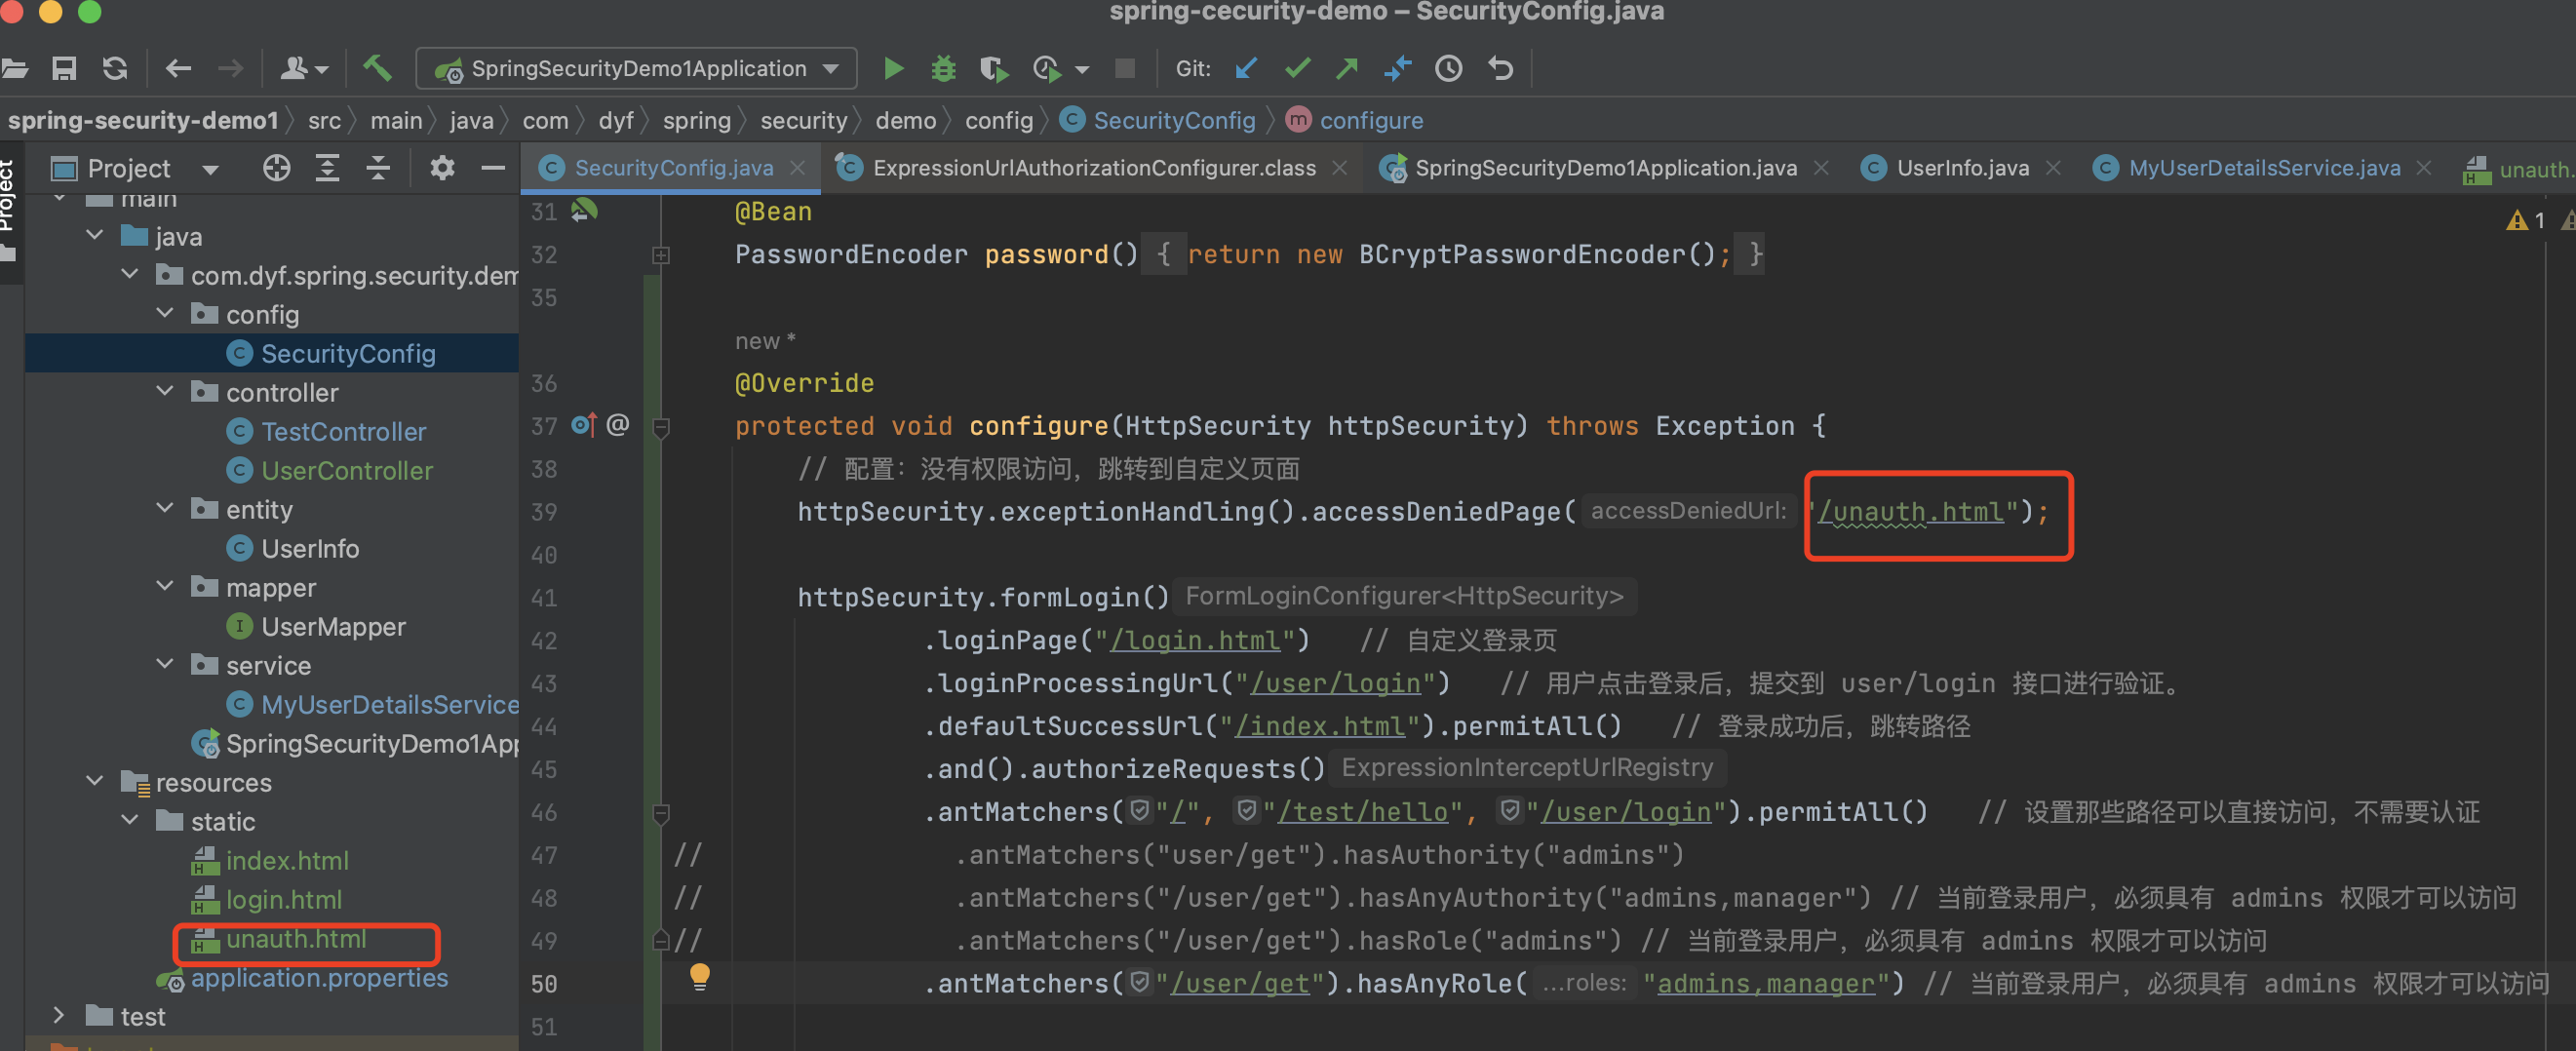 spring-cecurity-demo – SecurityConfig.java
SpringSecurityDemo1Application
Git:
spring-security-demo1 〉 src 〉 main 〉 java 〉 com 〉 dyf 〉 spring 〉 security 〉 demo 〉 config 〉 SecurityConfig 〉 configure
Project
Project
SecurityConfig.java
ExpressionUrlAuthorizationConfigurer.class
SpringSecurityDemo1Application.java
UserInfo.java
MyUserDetailsService.java
unauth.
main
java
com.dyf.spring.security.dem
config
SecurityConfig
controller
TestController
UserController
entity
UserInfo
mapper
UserMapper
service
MyUserDetailsService
SpringSecurityDemo1App
resources
static
index.html
login.html
unauth.html
application.properties
test
1
31 @Bean
32 PasswordEncoder password() { return new BCryptPasswordEncoder(); }
35
new *
36 @Override
37 protected void configure(HttpSecurity httpSecurity) throws Exception {
38 // 配置：没有权限访问，跳转到自定义页面
39 httpSecurity.exceptionHandling().accessDeniedPage( accessDeniedUrl: "/unauth.html");
40
41 httpSecurity.formLogin() FormLoginConfigurer<HttpSecurity>
42 .loginPage("/login.html") // 自定义登录页
43 .loginProcessingUrl("/user/login") // 用户点击登录后，提交到 user/login 接口进行验证。
44 .defaultSuccessUrl("/index.html").permitAll() // 登录成功后，跳转路径
45 .and().authorizeRequests() ExpressionInterceptUrlRegistry
46 .antMatchers("/", "/test/hello", "/user/login").permitAll() // 设置那些路径可以直接访问，不需要认证
47 // .antMatchers("user/get").hasAuthority("admins")
48 // .antMatchers("/user/get").hasAnyAuthority("admins,manager") // 当前登录用户，必须具有 admins 权限才可以访问
49 // .antMatchers("/user/get").hasRole("admins") // 当前登录用户，必须具有 admins 权限才可以访问
50 .antMatchers("/user/get").hasAnyRole( ...roles: "admins,manager") // 当前登录用户，必须具有 admins 权限才可以访问
51